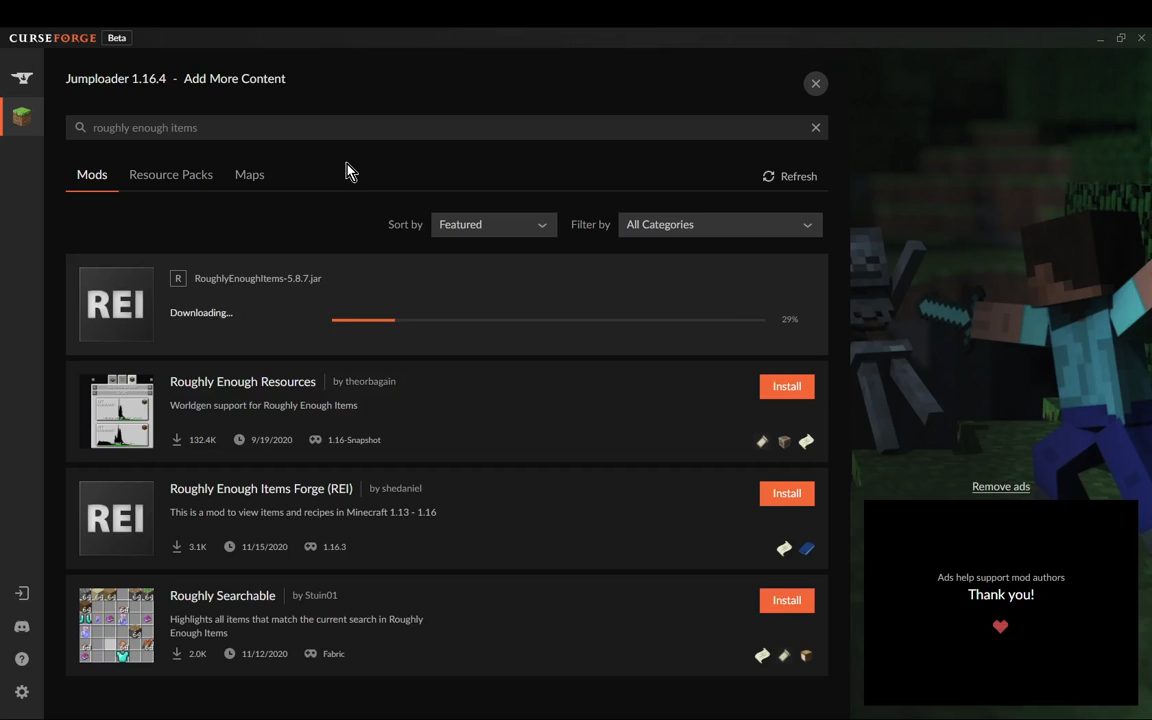 CURSEFORGE Beta
Jumploader 1.16.4 - Add More Content
roughly enough items
Mods Resource Packs Maps Refresh
Sort by Featured Filter by All Categories
REI R RoughlyEnoughItems-5.8.7.jar
Downloading... 29%
Roughly Enough Resources by theorbagain Install
Worldgen support for Roughly Enough Items
132.4K 9/19/2020 1.16-Snapshot
Roughly Enough Items Forge (REI) by shedaniel Install
REI This is a mod to view items and recipes in Minecraft 1.13 - 1.16
3.1K 11/15/2020 1.16.3
Roughly Searchable by Stuin01 Install
Highlights all items that match the current search in Roughly
Enough Items
2.0K 11/12/2020 Fabric
Remove ads
Ads help support mod authors
Thank you!